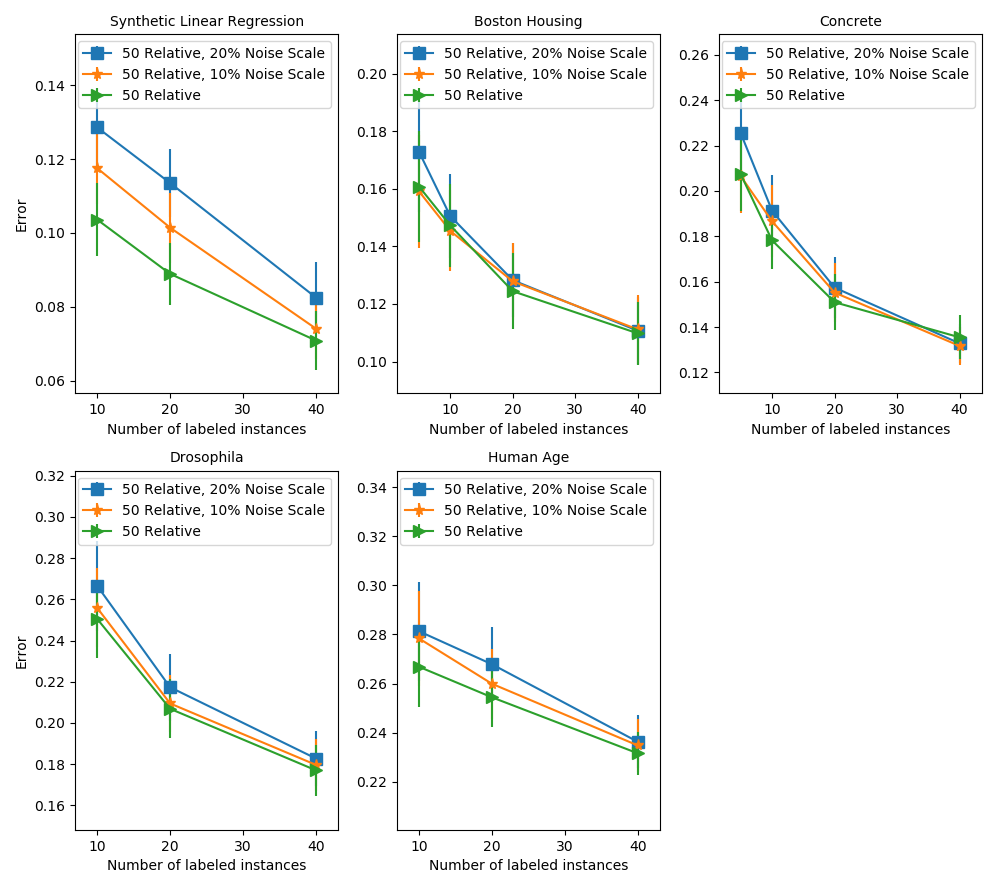 Synthetic Linear Regression
50 Relative, 20% Noise Scale
50 Relative, 10% Noise Scale
50 Relative
0.14
0.12
0.10
0.08
0.06
Error
10
20
30
40
Number of labeled instances
Boston Housing
50 Relative, 20% Noise Scale
50 Relative, 10% Noise Scale
50 Relative
0.20
0.18
0.16
0.14
0.12
0.10
10
20
30
40
Number of labeled instances
Concrete
50 Relative, 20% Noise Scale
50 Relative, 10% Noise Scale
50 Relative
0.26
0.24
0.22
0.20
0.18
0.16
0.14
0.12
10
20
30
40
Number of labeled instances
Drosophila
50 Relative, 20% Noise Scale
50 Relative, 10% Noise Scale
50 Relative
0.32
0.30
0.28
0.26
0.24
0.22
0.20
0.18
0.16
Error
10
20
30
40
Number of labeled instances
Human Age
50 Relative, 20% Noise Scale
50 Relative, 10% Noise Scale
50 Relative
0.34
0.32
0.30
0.28
0.26
0.24
0.22
10
20
30
40
Number of labeled instances